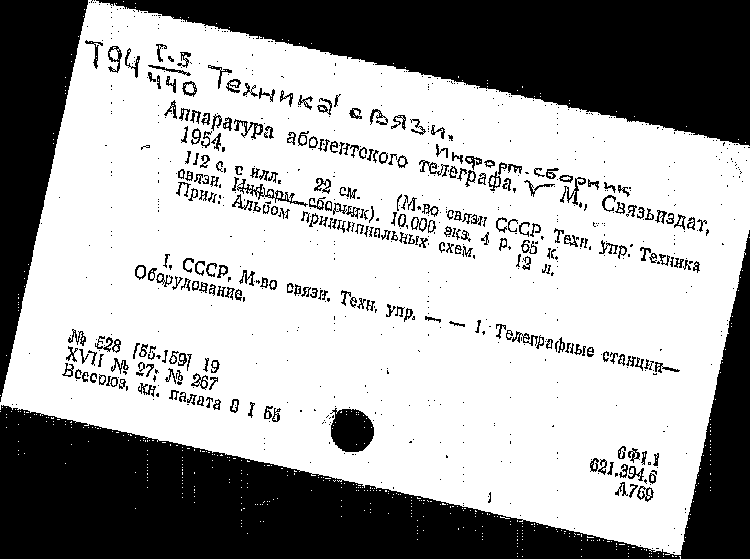 Т94 I.5
440 Техника связи.
Информ. сборник
Аппаратура абонентского телеграфа. М., Связьиздат,
1954.
112 с. с илл. 22 см. (М-во связи СССР. Техн. упр. Техника
связи. Информ. сборник). 10.000 экз. 4 р. 65 к.
Прил: Альбом принципиальных схем. 12 л.
I. СССР. М-во связи. Техн. упр. — — 1. Телеграфные станции—
Оборудование.
№ 528 [55-159] 19
XVII № 27; № 267
Всесоюз. кн. палата 8 I 55
6Ф1.1
621.394.6
А769